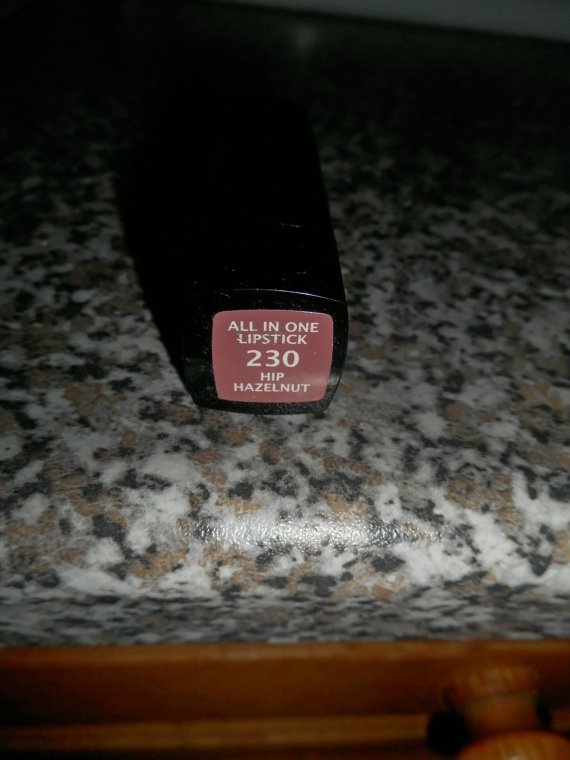 ALL IN ONE
LIPSTICK
230
HIP
HAZELNUT